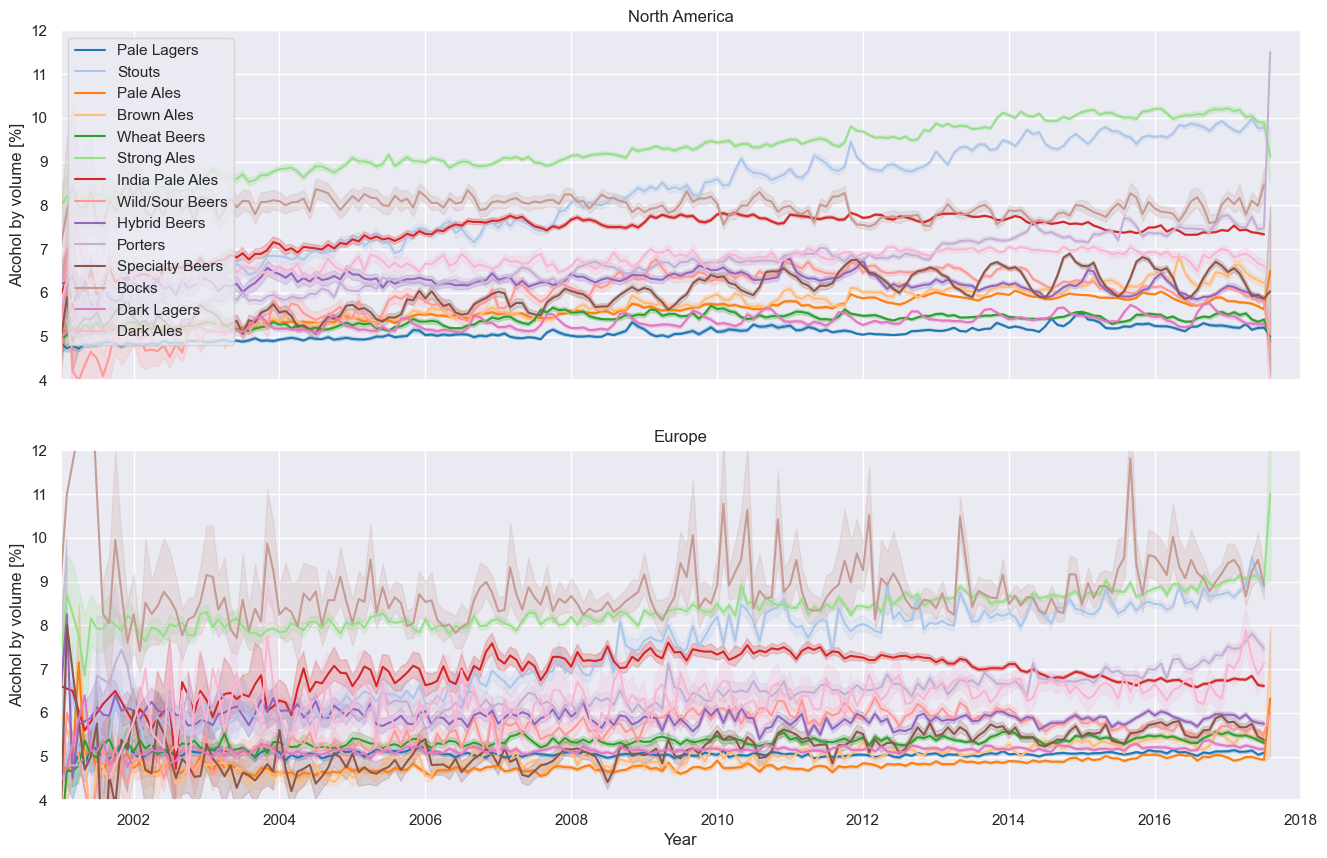 North America
12
11
10
9
8
7
6
5
4
Alcohol by volume [%]
Pale Lagers
Stouts
Pale Ales
Brown Ales
Wheat Beers
Strong Ales
India Pale Ales
Wild/Sour Beers
Hybrid Beers
Porters
Specialty Beers
Bocks
Dark Lagers
Dark Ales
Europe
12
11
10
9
8
7
6
5
4
Alcohol by volume [%]
2002 2004 2006 2008 2010 2012 2014 2016 2018
Year